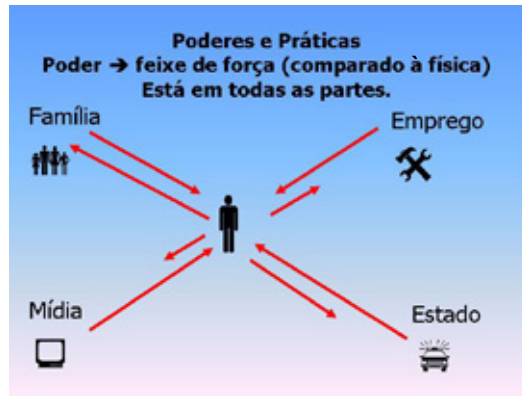 Poderes e Práticas
Poder → feixe de força (comparado à física)
Está em todas as partes.
Família
Emprego
Mídia
Estado